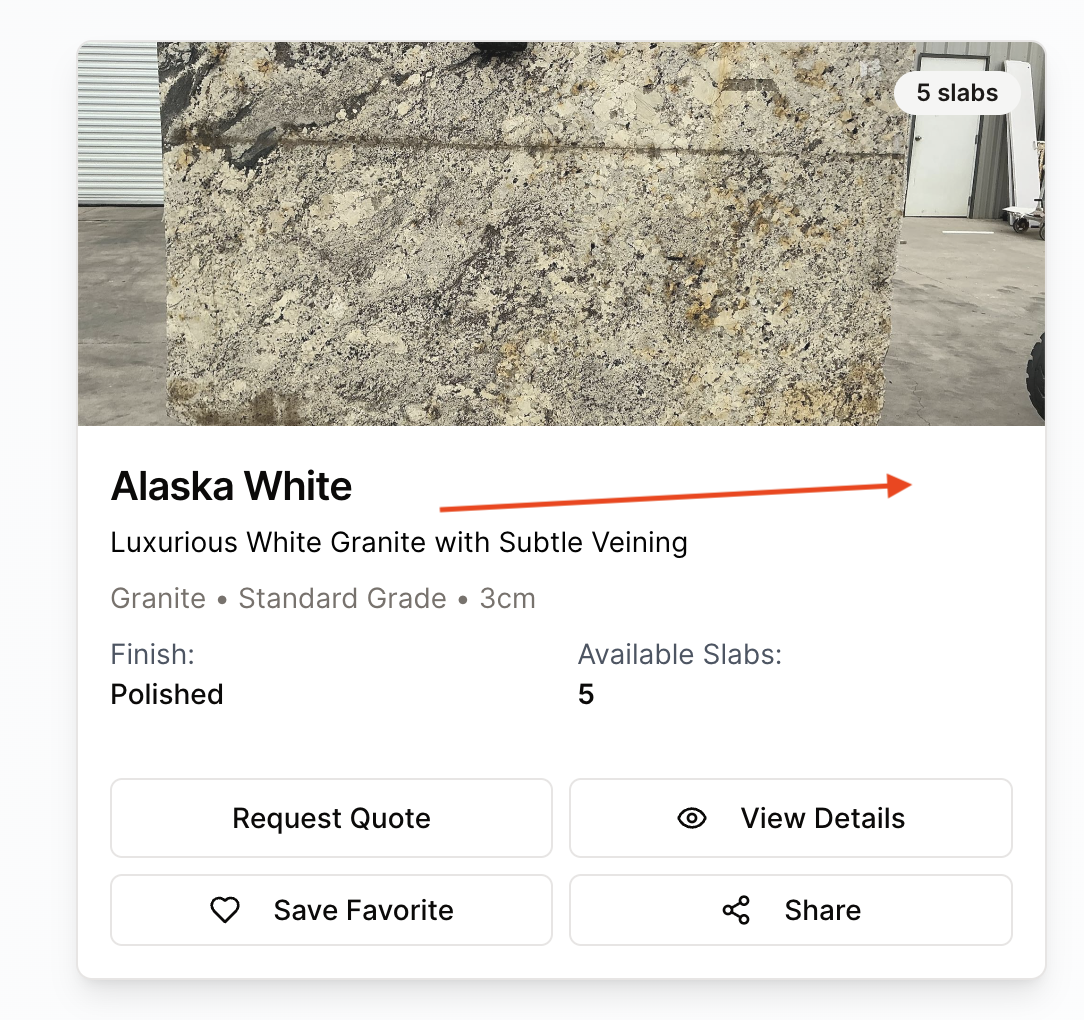 5 slabs
Alaska White
Luxurious White Granite with Subtle Veining
Granite • Standard Grade • 3cm
Finish:
Available Slabs:
Polished
5
Request Quote
View Details
Save Favorite
Share